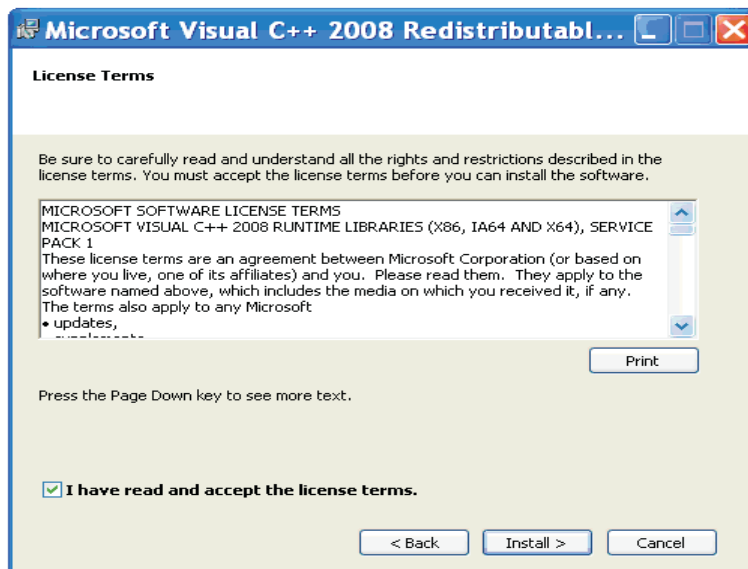 Microsoft Visual C++ 2008 Redistributabl...
License Terms
Be sure to carefully read and understand all the rights and restrictions described in the
license terms. You must accept the license terms before you can install the software.
MICROSOFT SOFTWARE LICENSE TERMS
MICROSOFT VISUAL C++ 2008 RUNTIME LIBRARIES (X86, IA64 AND X64), SERVICE
PACK 1
These license terms are an agreement between Microsoft Corporation (or based on
where you live, one of its affiliates) and you.  Please read them.  They apply to the
software named above, which includes the media on which you received it, if any.
The terms also apply to any Microsoft
• updates,
Print
Press the Page Down key to see more text.
I have read and accept the license terms.
< Back
Install >
Cancel